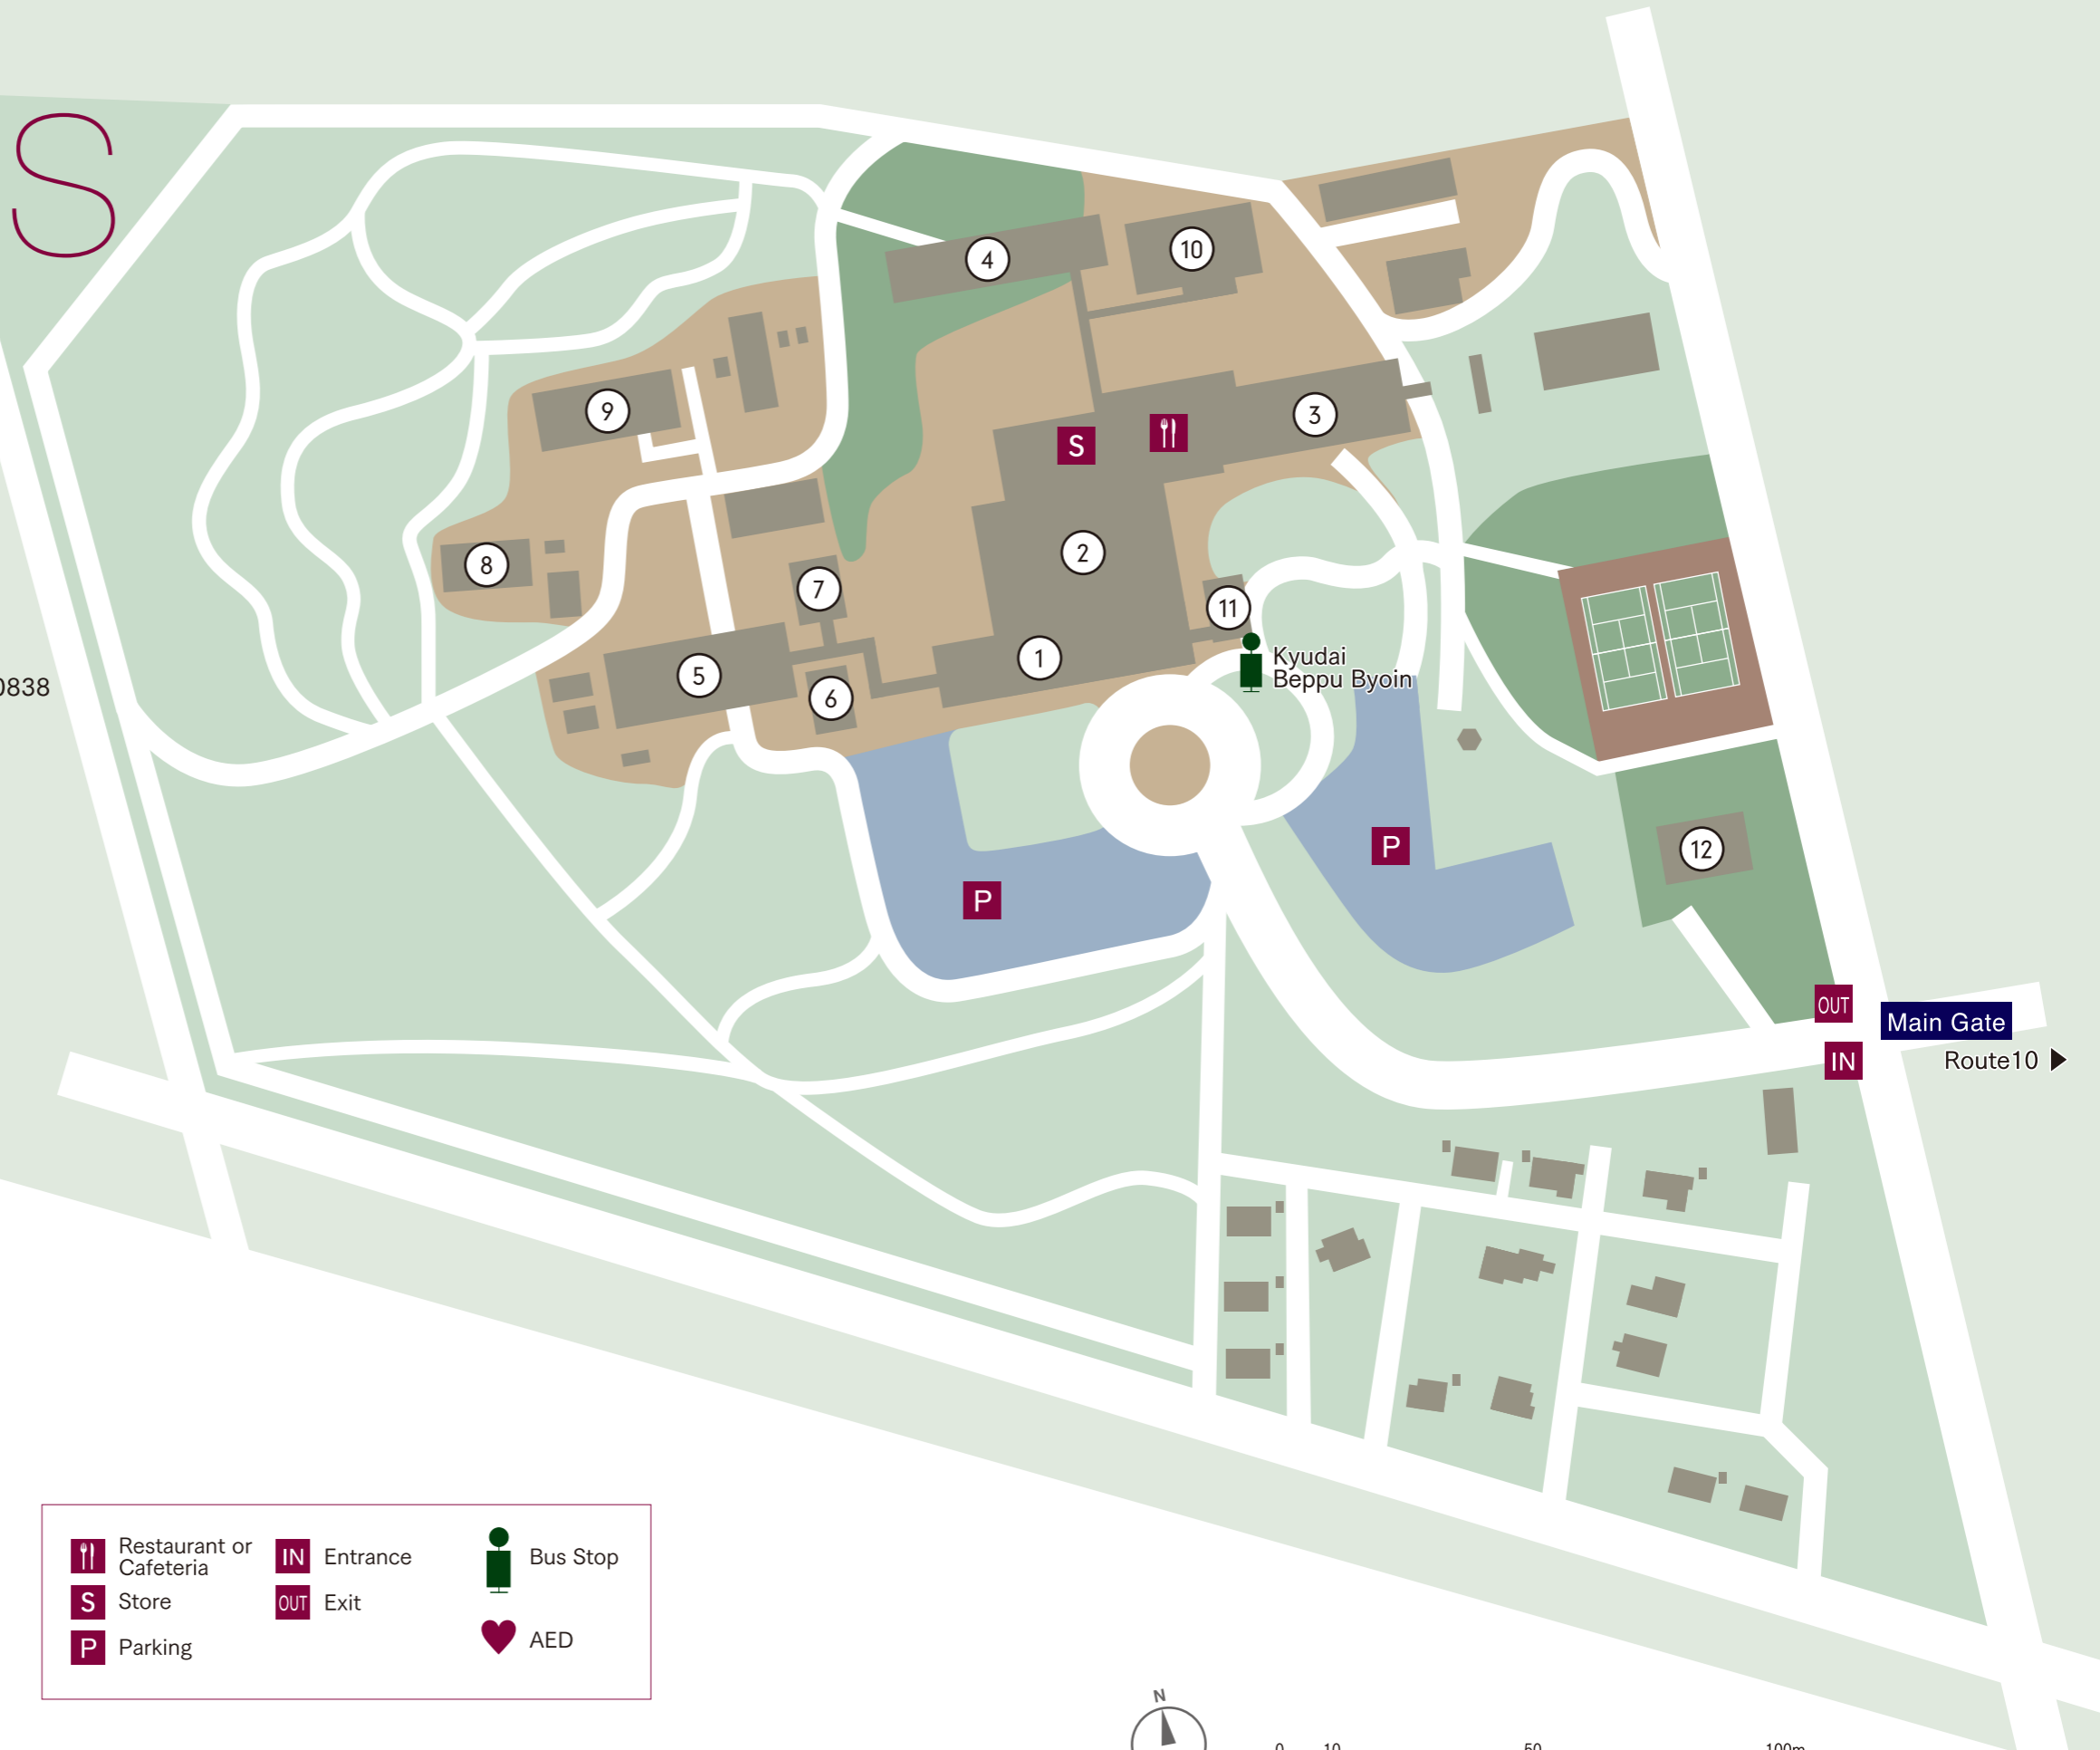 S
4
10
9
3
S
2
8
7
11
1
Kyudai
Beppu Byoin
5
6
0838
P
12
P
OUT
Main Gate
IN
Route10
Restaurant or
Cafeteria
IN Entrance
Bus Stop
S Store
OUT Exit
P Parking
AED
N
0 10 50 100m